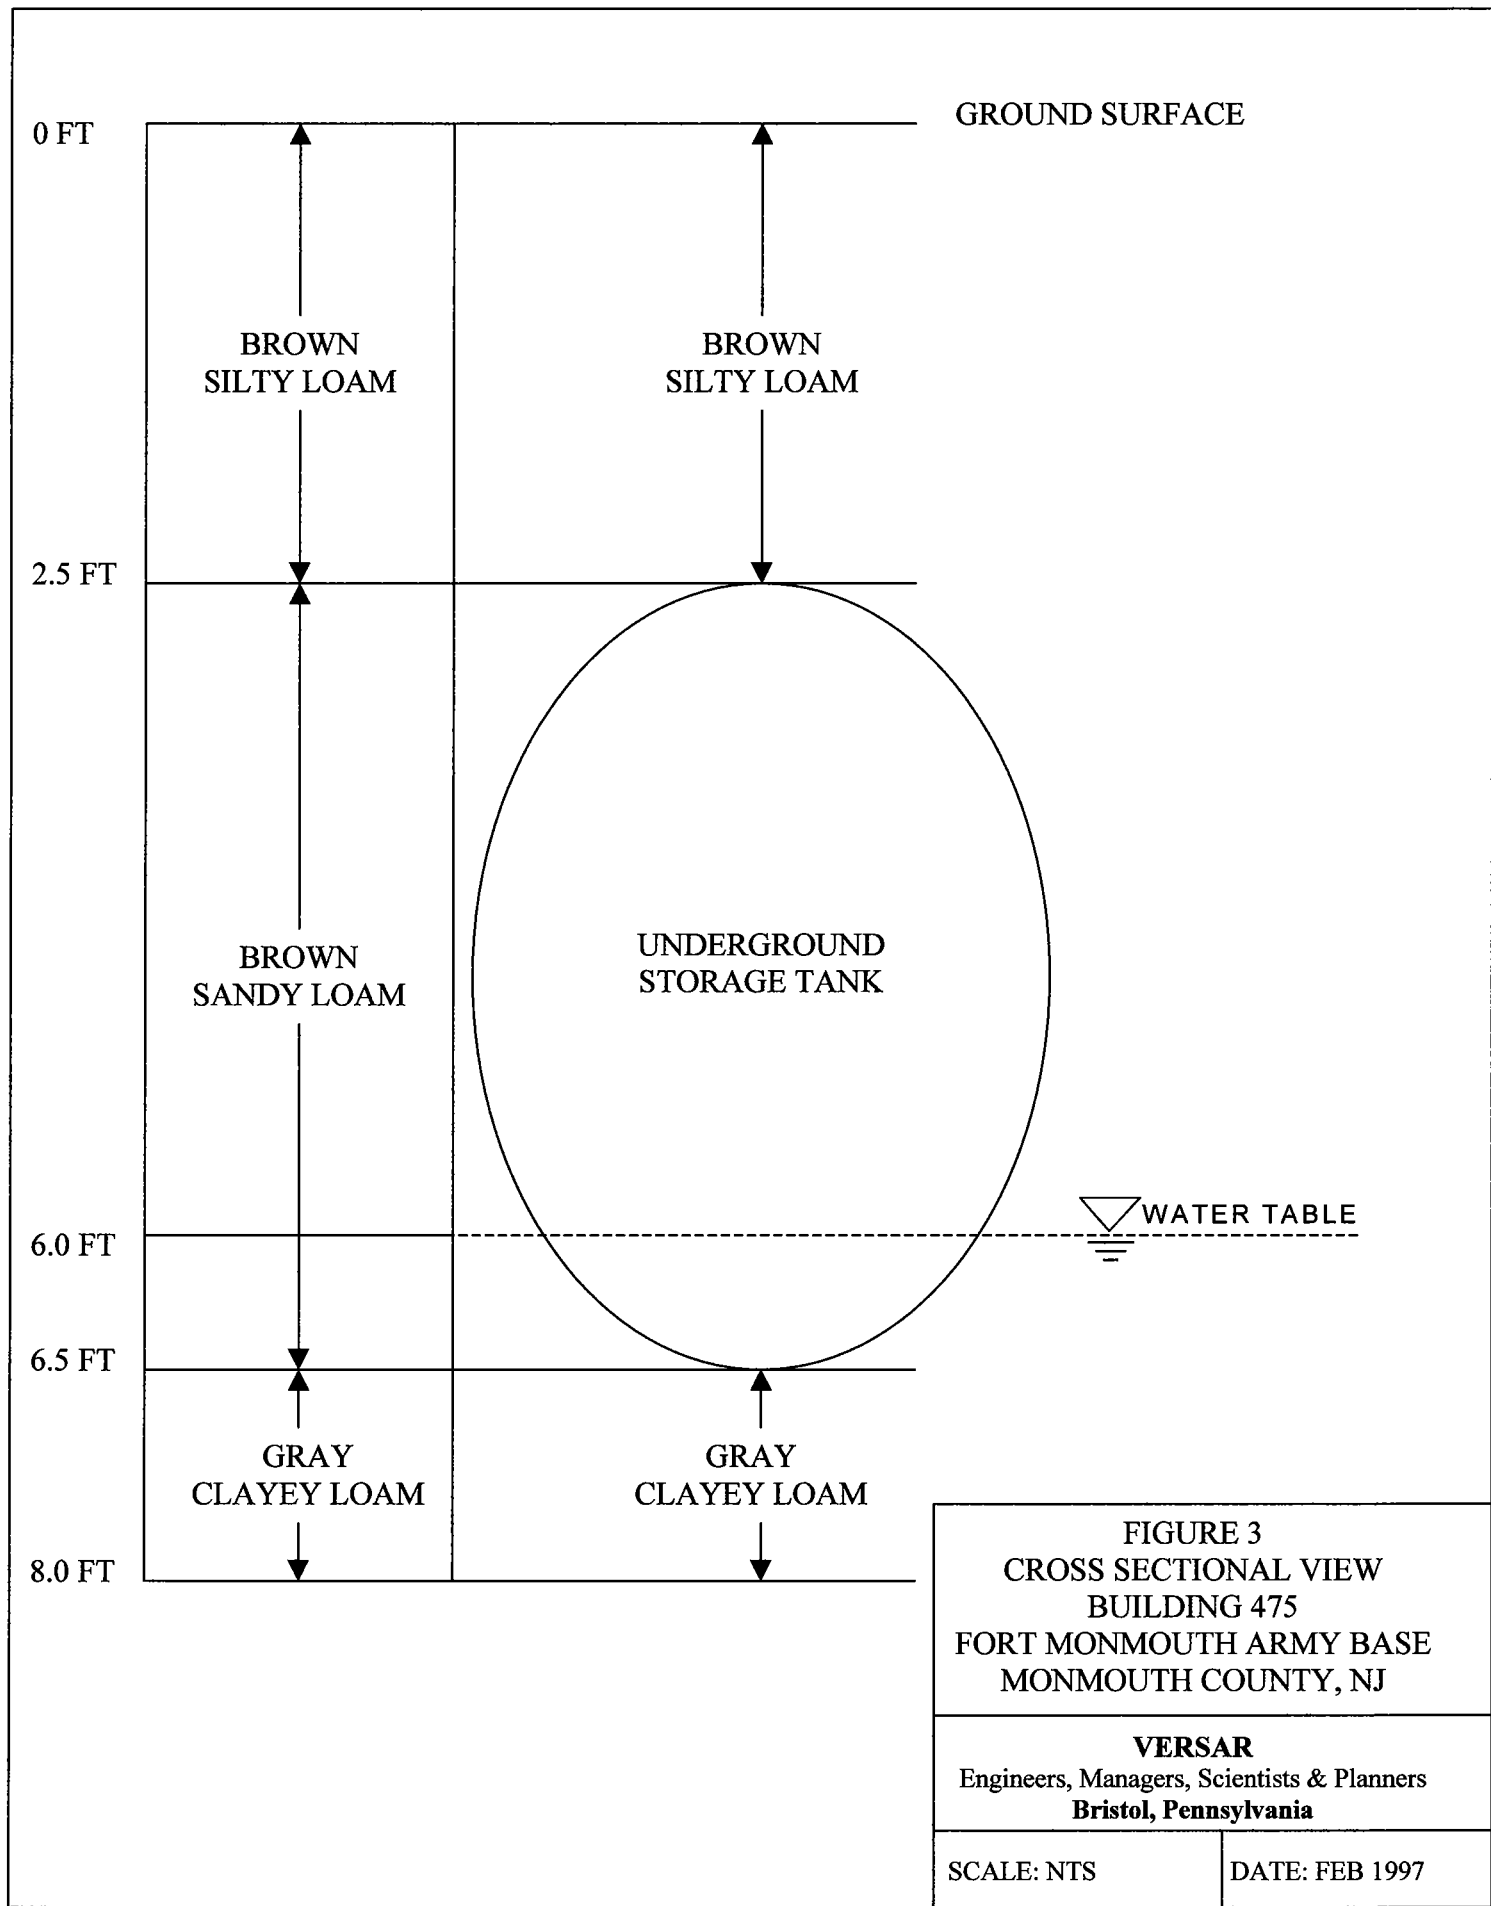 GROUND SURFACE
0 FT
BROWN
SILTY LOAM
BROWN
SILTY LOAM
2.5 FT
BROWN
SANDY LOAM
UNDERGROUND
STORAGE TANK
WATER TABLE
6.0 FT
6.5 FT
GRAY
CLAYEY LOAM
GRAY
CLAYEY LOAM
8.0 FT
FIGURE 3
CROSS SECTIONAL VIEW
BUILDING 475
FORT MONMOUTH ARMY BASE
MONMOUTH COUNTY, NJ
VERSAR
Engineers, Managers, Scientists & Planners
Bristol, Pennsylvania
SCALE: NTS
DATE: FEB 1997